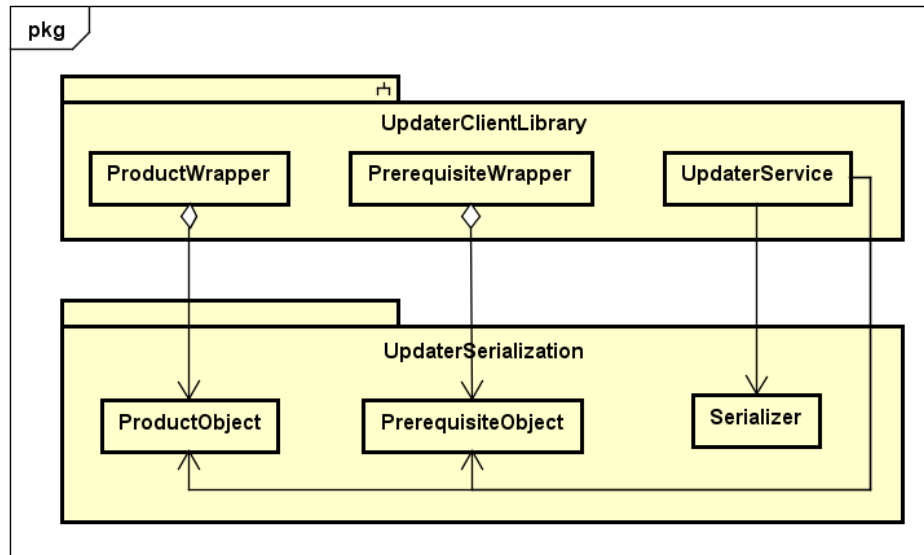 pkg
UpdaterClientLibrary
ProductWrapper
PrerequisiteWrapper
UpdaterService
UpdaterSerialization
ProductObject
PrerequisiteObject
Serializer